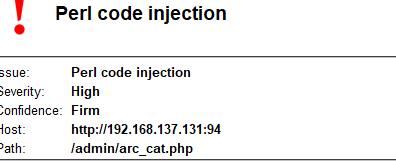 Perl code injection
ssue: Perl code injection
Severity: High
Confidence: Firm
Host: http://192.168.137.131:94
Path: /admin/arc_cat.php